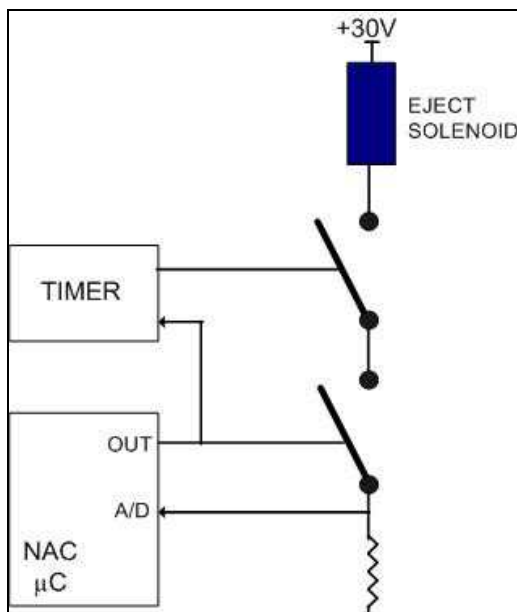 +30V
EJECT
SOLENOID
TIMER
OUT
A/D
NAC
μC